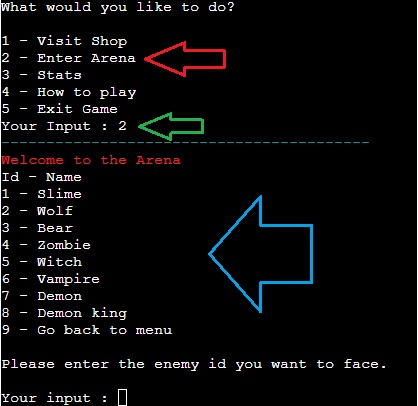 What would you like to do?
1 - Visit Shop
2 - Enter Arena
3 - Stats
4 - How to play
5 - Exit Game
Your Input : 2
----------------------------------------
Welcome to the Arena
Id - Name
1 - Slime
2 - Wolf
3 - Bear
4 - Zombie
5 - Witch
6 - Vampire
7 - Demon
8 - Demon king
9 - Go back to menu
Please enter the enemy id you want to face.
Your input :